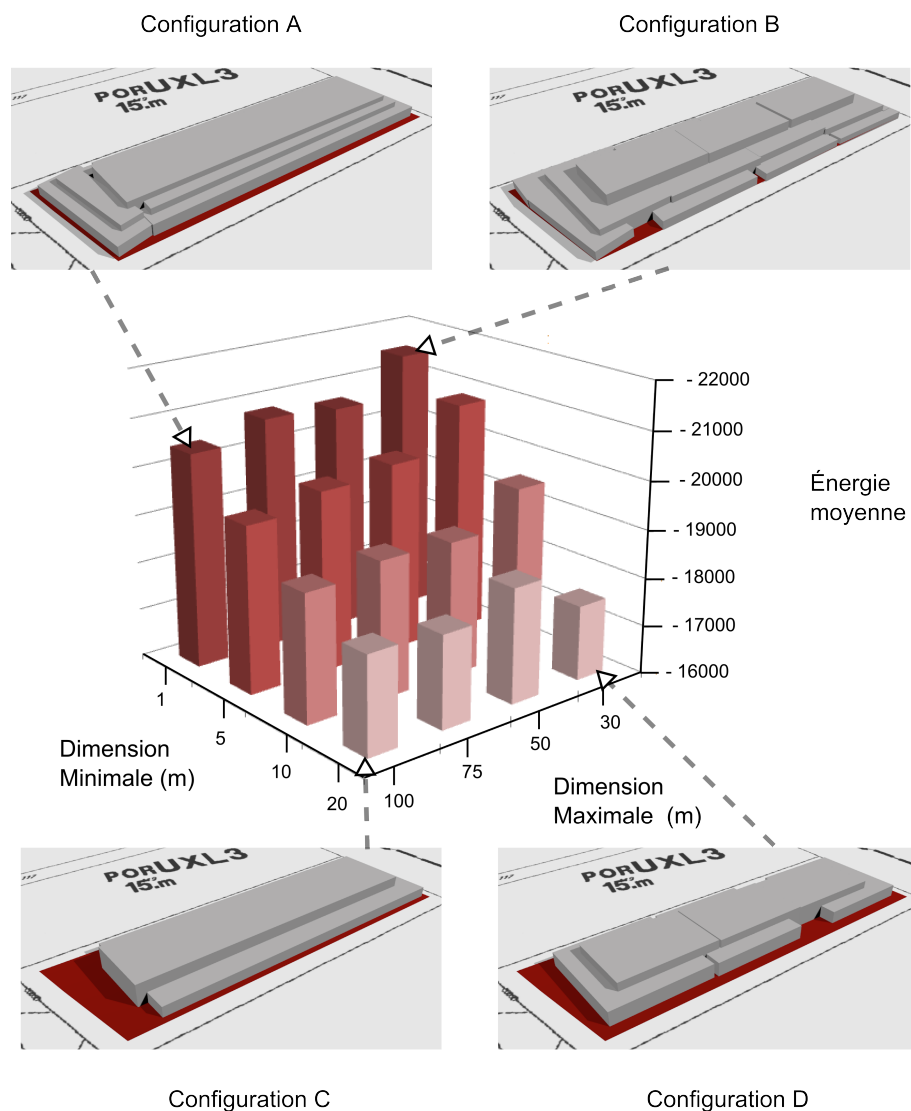 Configuration A
Configuration B
PORUXL3
15.m
PORUXL3
15.m
- 22000
- 21000
- 20000
- 19000
- 18000
- 17000
- 16000
Énergie
moyenne
1
5
10
20
Dimension
Minimale (m)
30
50
75
100
Dimension
Maximale (m)
PORUXL3
15.m
PORUXL3
15.m
Configuration C
Configuration D